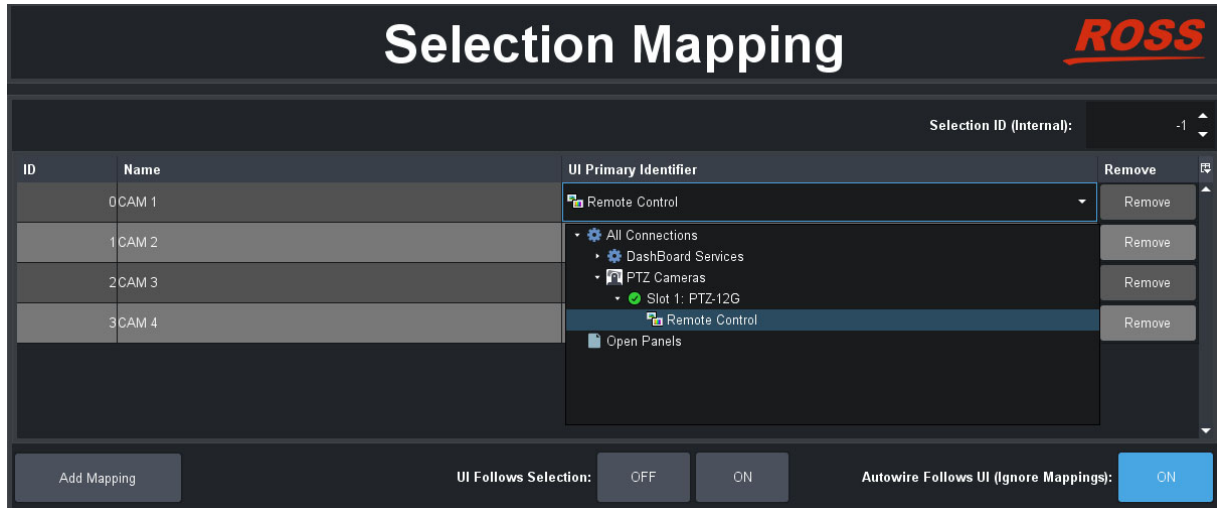 Selection Mapping
ROSS
Selection ID (Internal): -1
ID Name UI Primary Identifier Remove
0 CAM 1 Remote Control Remove
1 CAM 2 Remove
2 CAM 3 Remove
3 CAM 4 Remove
All Connections
DashBoard Services
PTZ Cameras
Slot 1: PTZ-12G
Remote Control
Open Panels
Add Mapping UI Follows Selection: OFF ON Autowire Follows UI (Ignore Mappings): ON